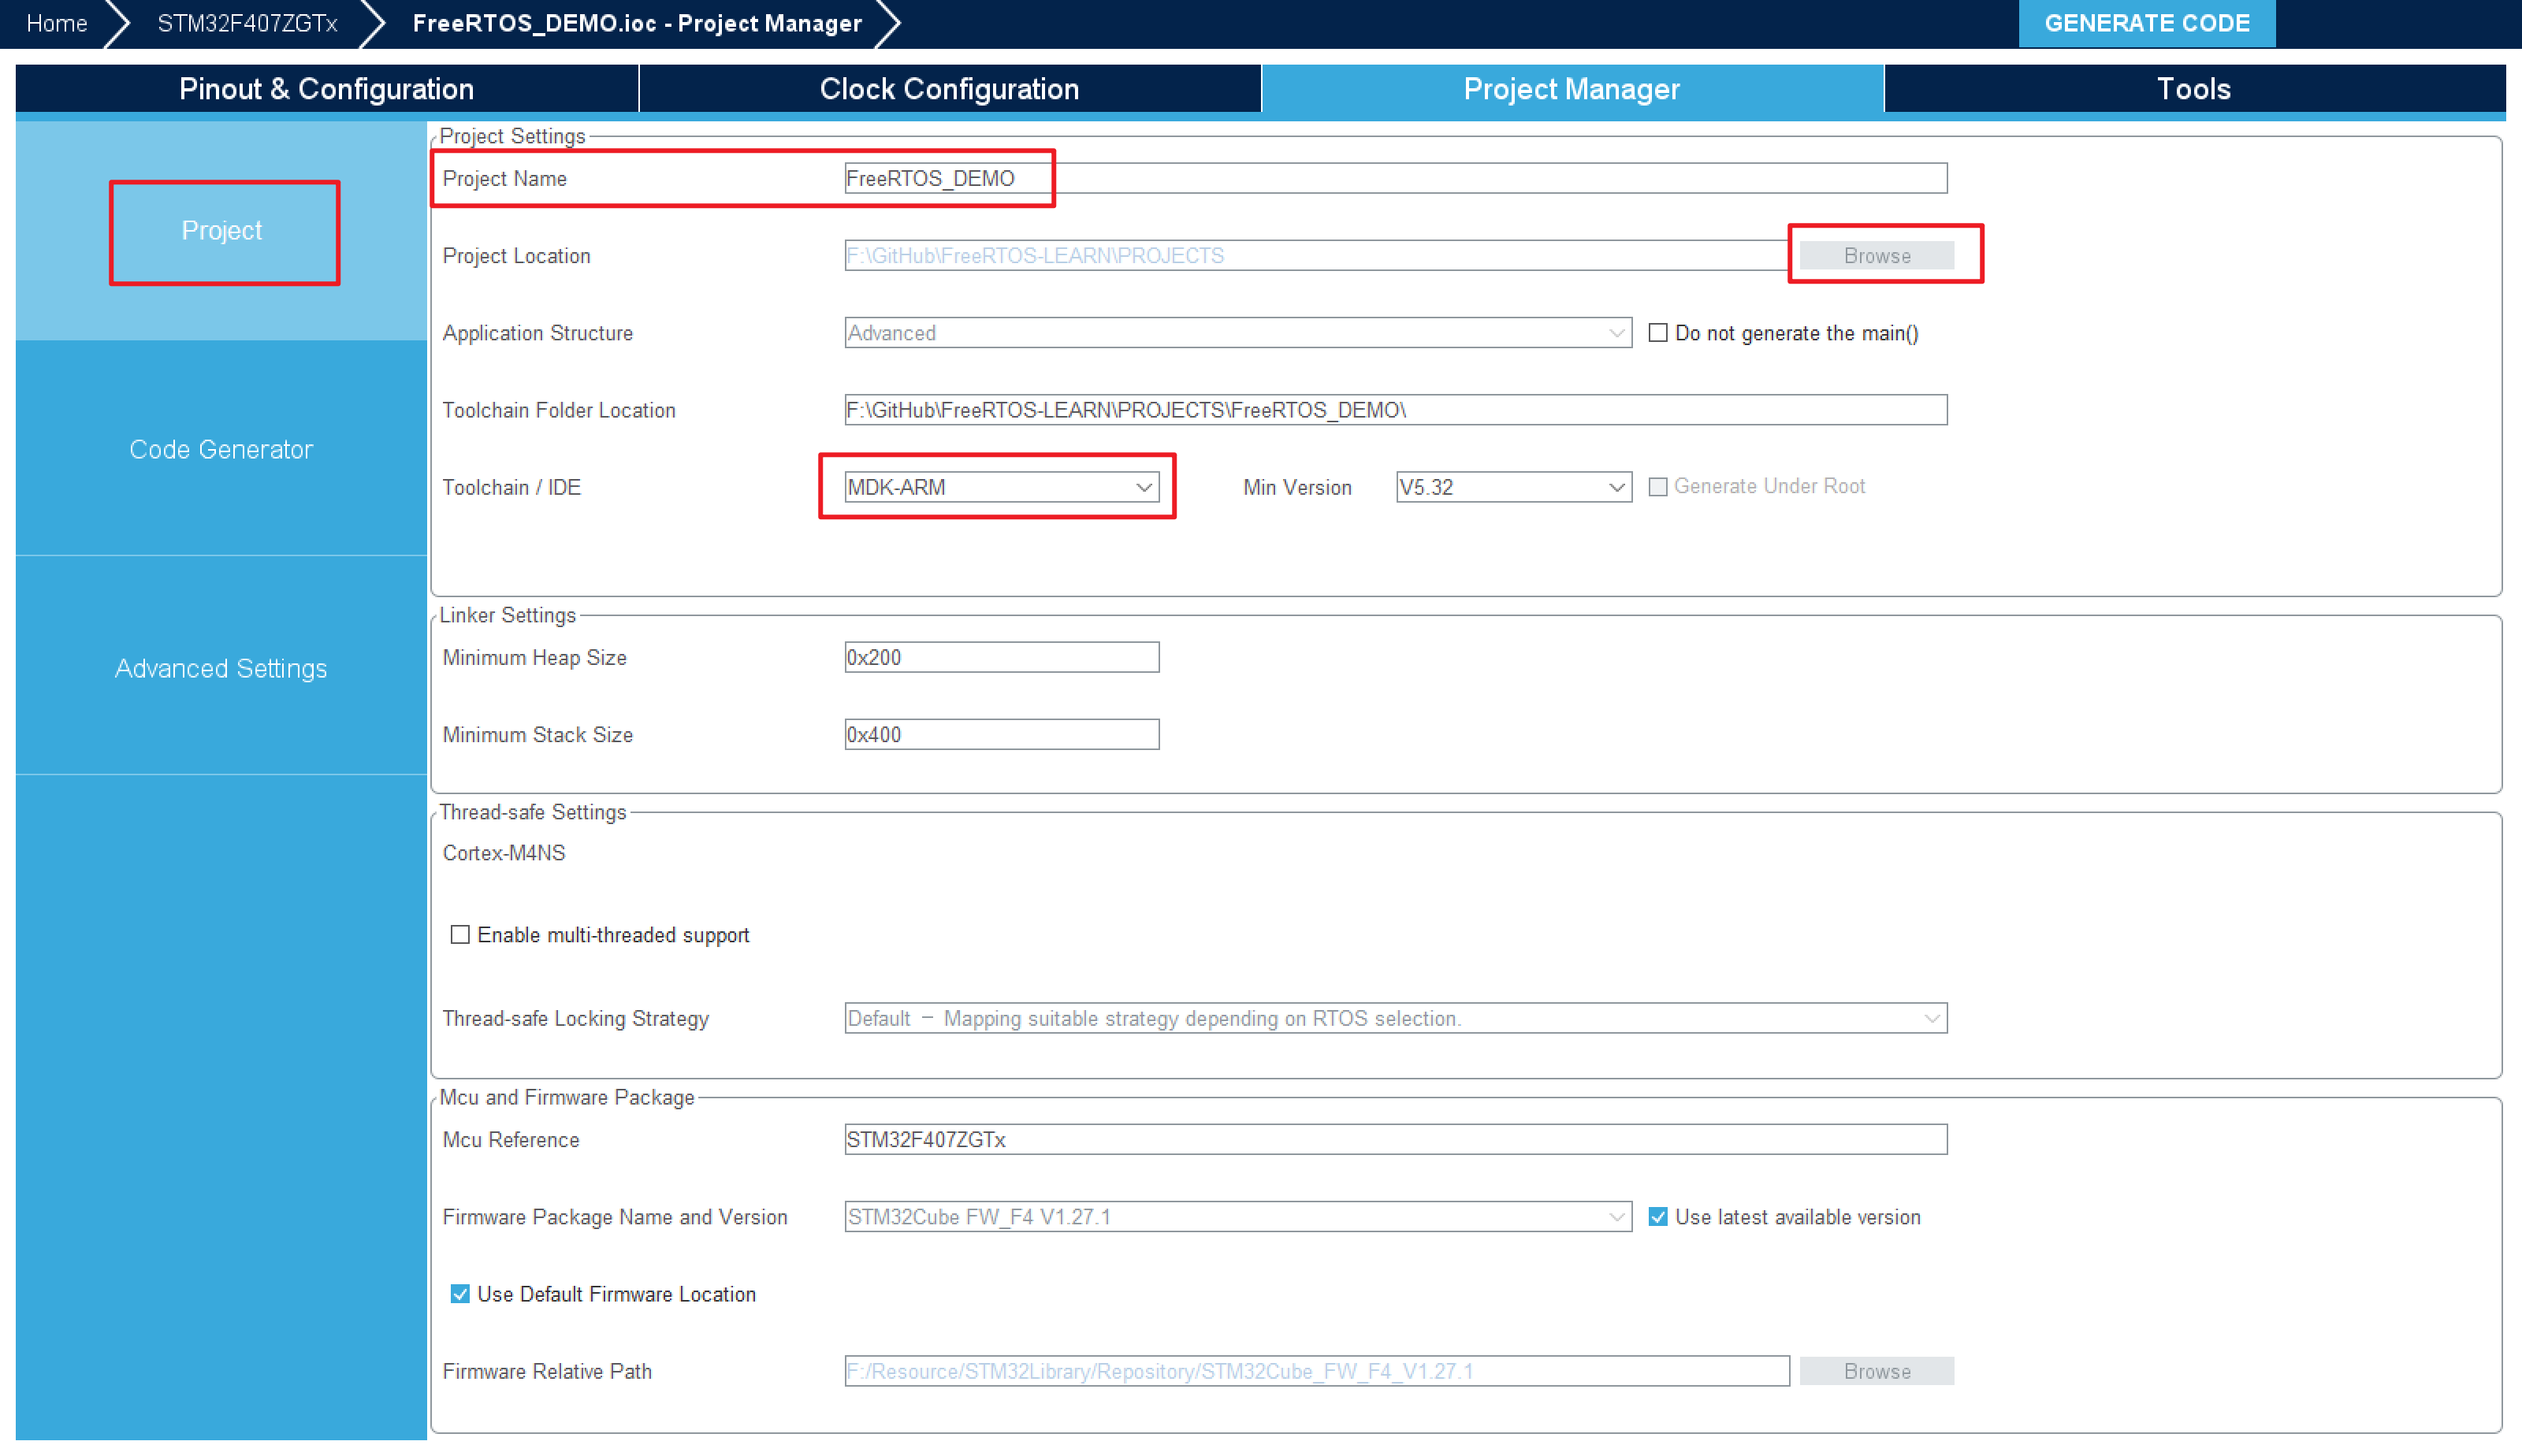 Home STM32F407ZGTx FreeRTOS_DEMO.ioc - Project Manager GENERATE CODE
Pinout & Configuration Clock Configuration Project Manager Tools
Project
Code Generator
Advanced Settings
Project Settings
Project Name FreeRTOS_DEMO
Project Location F:\GitHub\FreeRTOS-LEARN\PROJECTS Browse
Application Structure Advanced Do not generate the main()
Toolchain Folder Location F:\GitHub\FreeRTOS-LEARN\PROJECTS\FreeRTOS_DEMO\
Toolchain / IDE MDK-ARM Min Version V5.32 Generate Under Root
Linker Settings
Minimum Heap Size 0x200
Minimum Stack Size 0x400
Thread-safe Settings
Cortex-M4NS
Enable multi-threaded support
Thread-safe Locking Strategy Default – Mapping suitable strategy depending on RTOS selection.
Mcu and Firmware Package
Mcu Reference STM32F407ZGTx
Firmware Package Name and Version STM32Cube FW_F4 V1.27.1 Use latest available version
Use Default Firmware Location
Firmware Relative Path F:/Resource/STM32Library/Repository/STM32Cube_FW_F4_V1.27.1 Browse